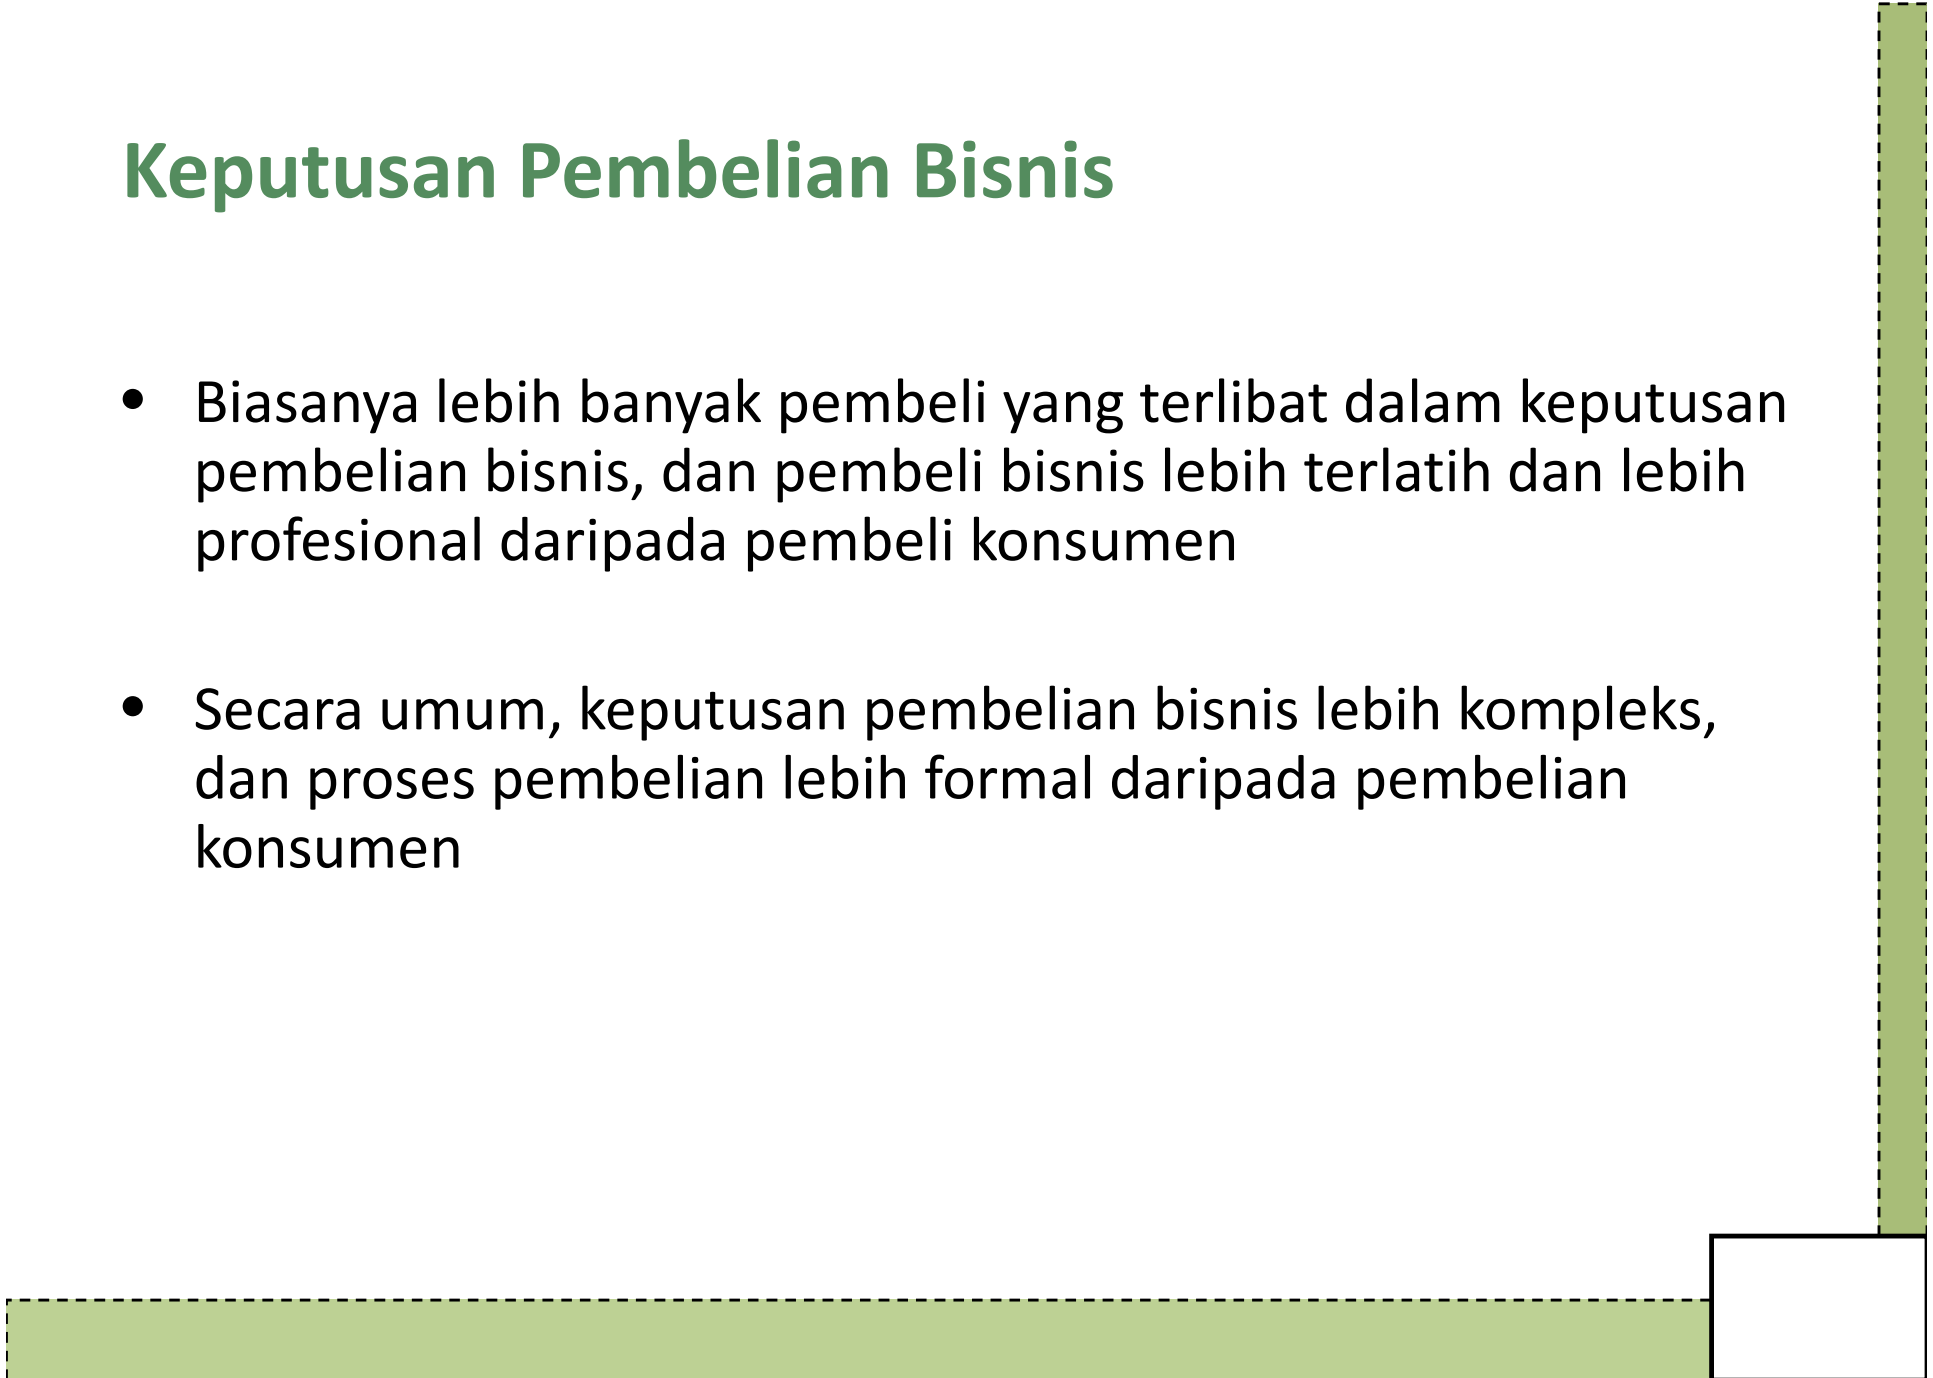 Keputusan Pembelian Bisnis
• Biasanya lebih banyak pembeli yang terlibat dalam keputusan
pembelian bisnis, dan pembeli bisnis lebih terlatih dan lebih
profesional daripada pembeli konsumen
• Secara umum, keputusan pembelian bisnis lebih kompleks,
dan proses pembelian lebih formal daripada pembelian
konsumen